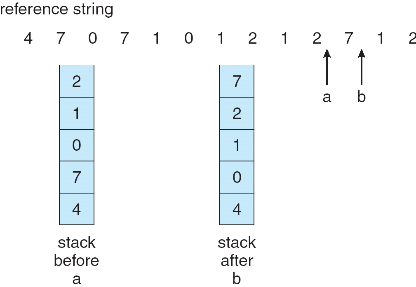 reference string
4 7 0 7 1 0 1 2 1 2 7 1 2
a b
2 7
1 2
0 1
7 0
4 4
stack stack
before after
a b